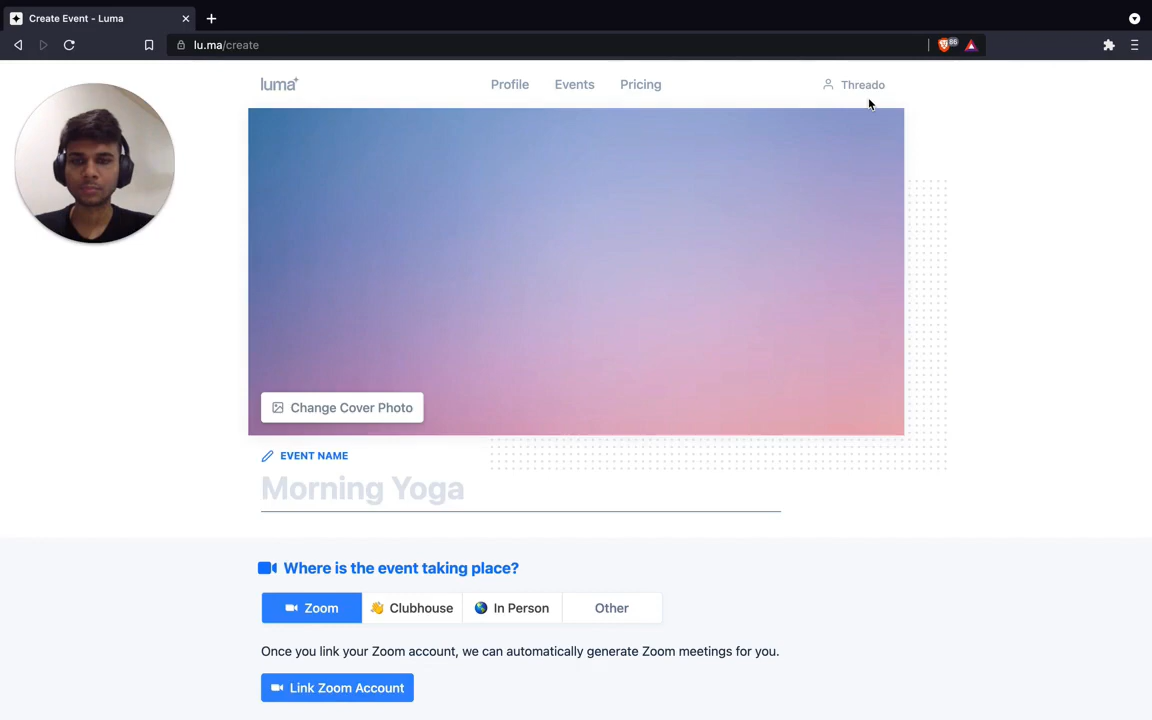 Create Event - Luma
lu.ma/create
86
luma
Profile
Events
Pricing
Threado
Change Cover Photo
EVENT NAME
Morning Yoga
Where is the event taking place?
Zoom
Clubhouse
In Person
Other
Once you link your Zoom account, we can automatically generate Zoom meetings for you.
Link Zoom Account